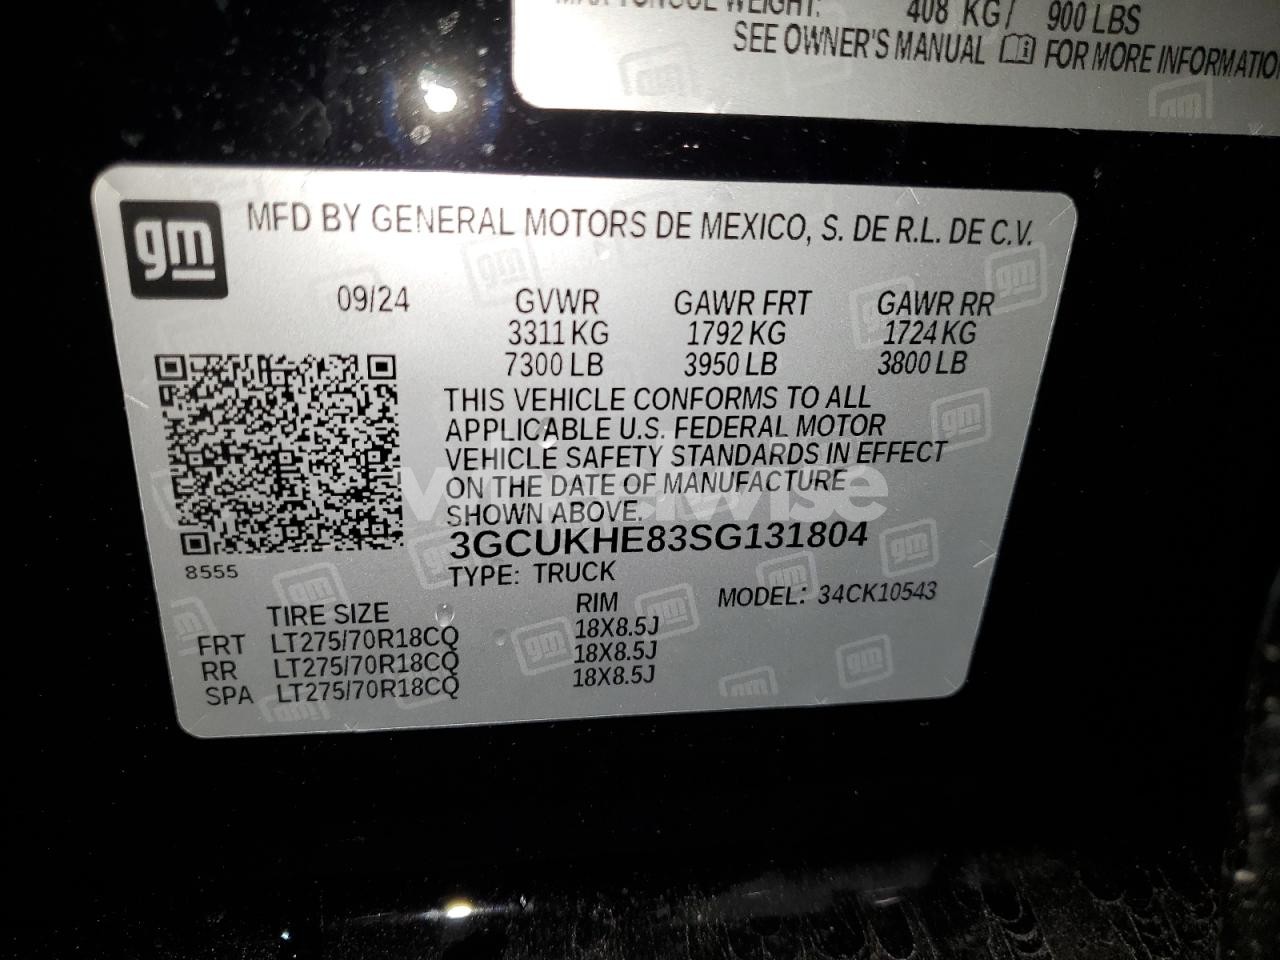 MAX TONGUE WEIGHT: 408 KG/ 900 LBS
SEE OWNER'S MANUAL FOR MORE INFORMATIO
gm
MFD BY GENERAL MOTORS DE MEXICO, S. DE R.L. DE C.V.
09/24 GVWR GAWR FRT GAWR RR
3311 KG 1792 KG 1724 KG
7300 LB 3950 LB 3800 LB
THIS VEHICLE CONFORMS TO ALL
APPLICABLE U.S. FEDERAL MOTOR
VEHICLE SAFETY STANDARDS IN EFFECT
ON THE DATE OF MANUFACTURE
SHOWN ABOVE.
3GCUKHE83SG131804
8555
TYPE: TRUCK
MODEL: 34CK10543
TIRE SIZE RIM
FRT LT275/70R18CQ 18X8.5J
RR LT275/70R18CQ 18X8.5J
SPA LT275/70R18CQ 18X8.5J